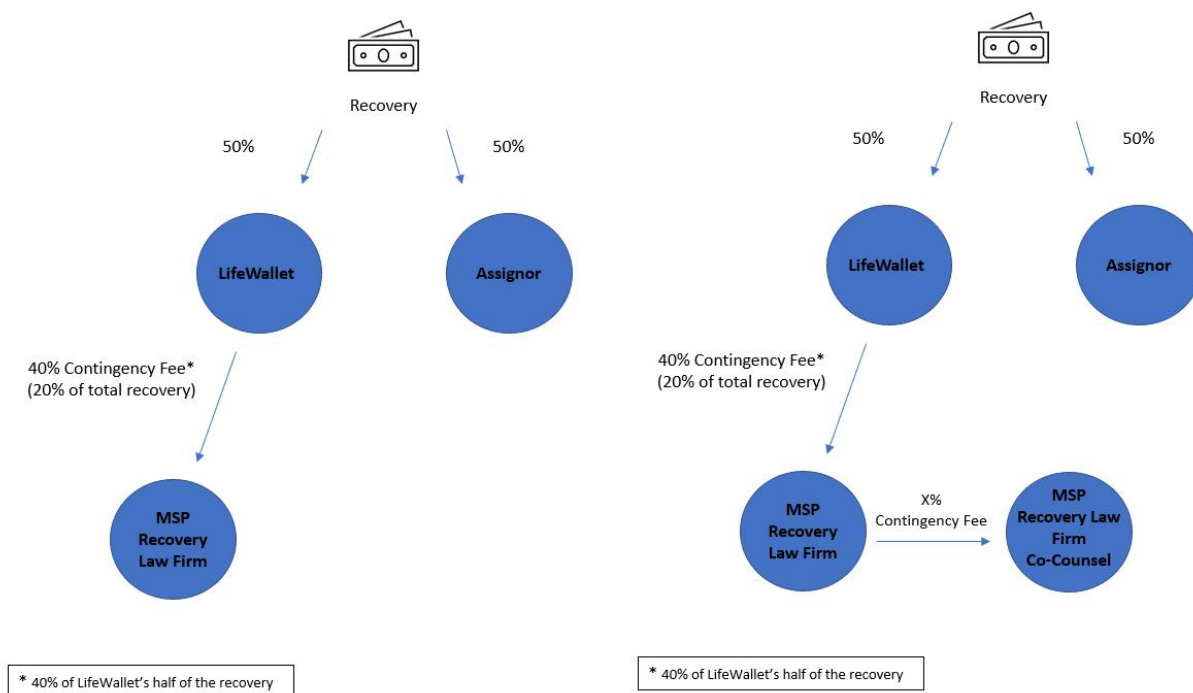 Recovery
50%
50%
LifeWallet
Assignor
40% Contingency Fee*
(20% of total recovery)
MSP
Recovery
Law Firm
* 40% of LifeWallet's half of the recovery
Recovery
50%
50%
LifeWallet
Assignor
40% Contingency Fee*
(20% of total recovery)
MSP
Recovery
Law Firm
X%
Contingency Fee
MSP
Recovery Law
Firm
Co-Counsel
* 40% of LifeWallet's half of the recovery